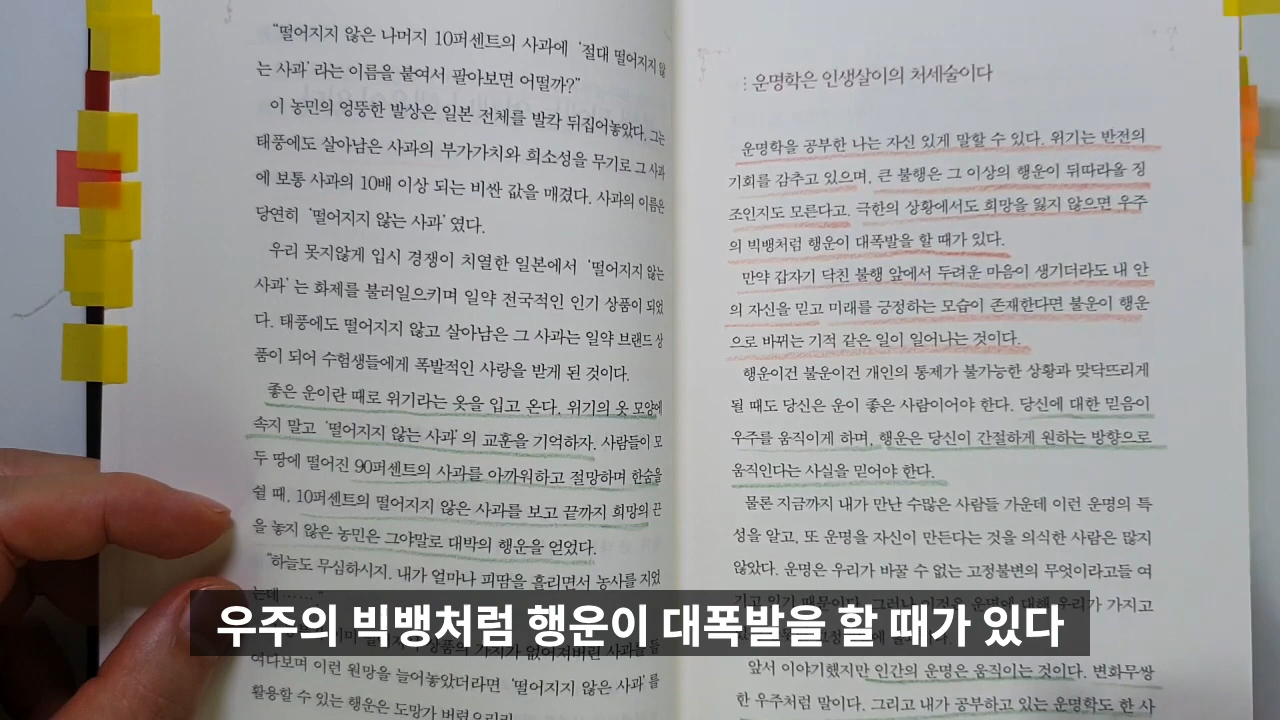 “떨어지지 않은 나머지 10퍼센트의 사과에 ‘절대 떨어지지 않
는 사과’라는 이름을 붙여서 팔아보면 어떨까?”
이 농민의 엉뚱한 발상은 일본 전체를 발칵 뒤집어놓았다. 그는
태풍에도 살아남은 사과의 부가가치와 희소성을 무기로 그 사과
에 보통 사과의 10배 이상 되는 비싼 값을 매겼다. 사과의 이름은
당연히 ‘떨어지지 않는 사과’였다.
우리 못지않게 입시 경쟁이 치열한 일본에서 ‘떨어지지 않는
사과’는 화제를 불러일으키며 일약 전국적인 인기 상품이 되었
다. 태풍에도 떨어지지 않고 살아남은 그 사과는 일약 브랜드 상
품이 되어 수험생들에게 폭발적인 사랑을 받게 된 것이다.
좋은 운이란 때로 위기라는 옷을 입고 온다. 위기의 옷 모양에
속지 말고 ‘떨어지지 않는 사과’의 교훈을 기억하자. 사람들이 모
두 땅에 떨어진 90퍼센트의 사과를 아까워하고 절망하며 한숨을
쉴 때, 10퍼센트의 떨어지지 않은 사과를 보고 끝까지 희망의 끈
을 놓지 않은 농민은 그야말로 대박의 행운을 얻었다.
“하늘도 무심하시지. 내가 얼마나 피땀을 흘리면서 농사를 지었
는데……”
여다보며 이런 원망을 늘어놓았더라면 ‘떨어지지 않은 사과’를
활용할 수 있는 행운은 도망가
: 운명학은 인생살이의 처세술이다
운명학을 공부한 나는 자신 있게 말할 수 있다. 위기는 반전의
기회를 감추고 있으며, 큰 불행은 그 이상의 행운이 뒤따라올 징
조인지도 모른다고. 극한의 상황에서도 희망을 잃지 않으면 우주
의 빅뱅처럼 행운이 대폭발을 할 때가 있다.
만약 갑자기 닥친 불행 앞에서 두려운 마음이 생기더라도 내 안
의 자신을 믿고 미래를 긍정하는 모습이 존재한다면 불운이 행운
으로 바뀌는 기적 같은 일이 일어나는 것이다.
행운이건 불운이건 개인의 통제가 불가능한 상황과 맞닥뜨리게
될 때도 당신은 운이 좋은 사람이어야 한다. 당신에 대한 믿음이
우주를 움직이게 하며, 행운은 당신이 간절하게 원하는 방향으로
움직인다는 사실을 믿어야 한다.
물론 지금까지 내가 만난 수많은 사람들 가운데 이런 운명의 특
성을 알고, 또 운명을 자신이 만든다는 것을 의식한 사람은 많지
않았다. 운명은 우리가 바꿀 수 없는 고정불변의 무엇이라고들 여
앞서 이야기했지만 인간의 운명은 움직이는 것이다. 변화무쌍
한 우주처럼 말이다. 그리고 내가 공부하고 있는 운명학도 한 사
우주의 빅뱅처럼 행운이 대폭발을 할 때가 있다